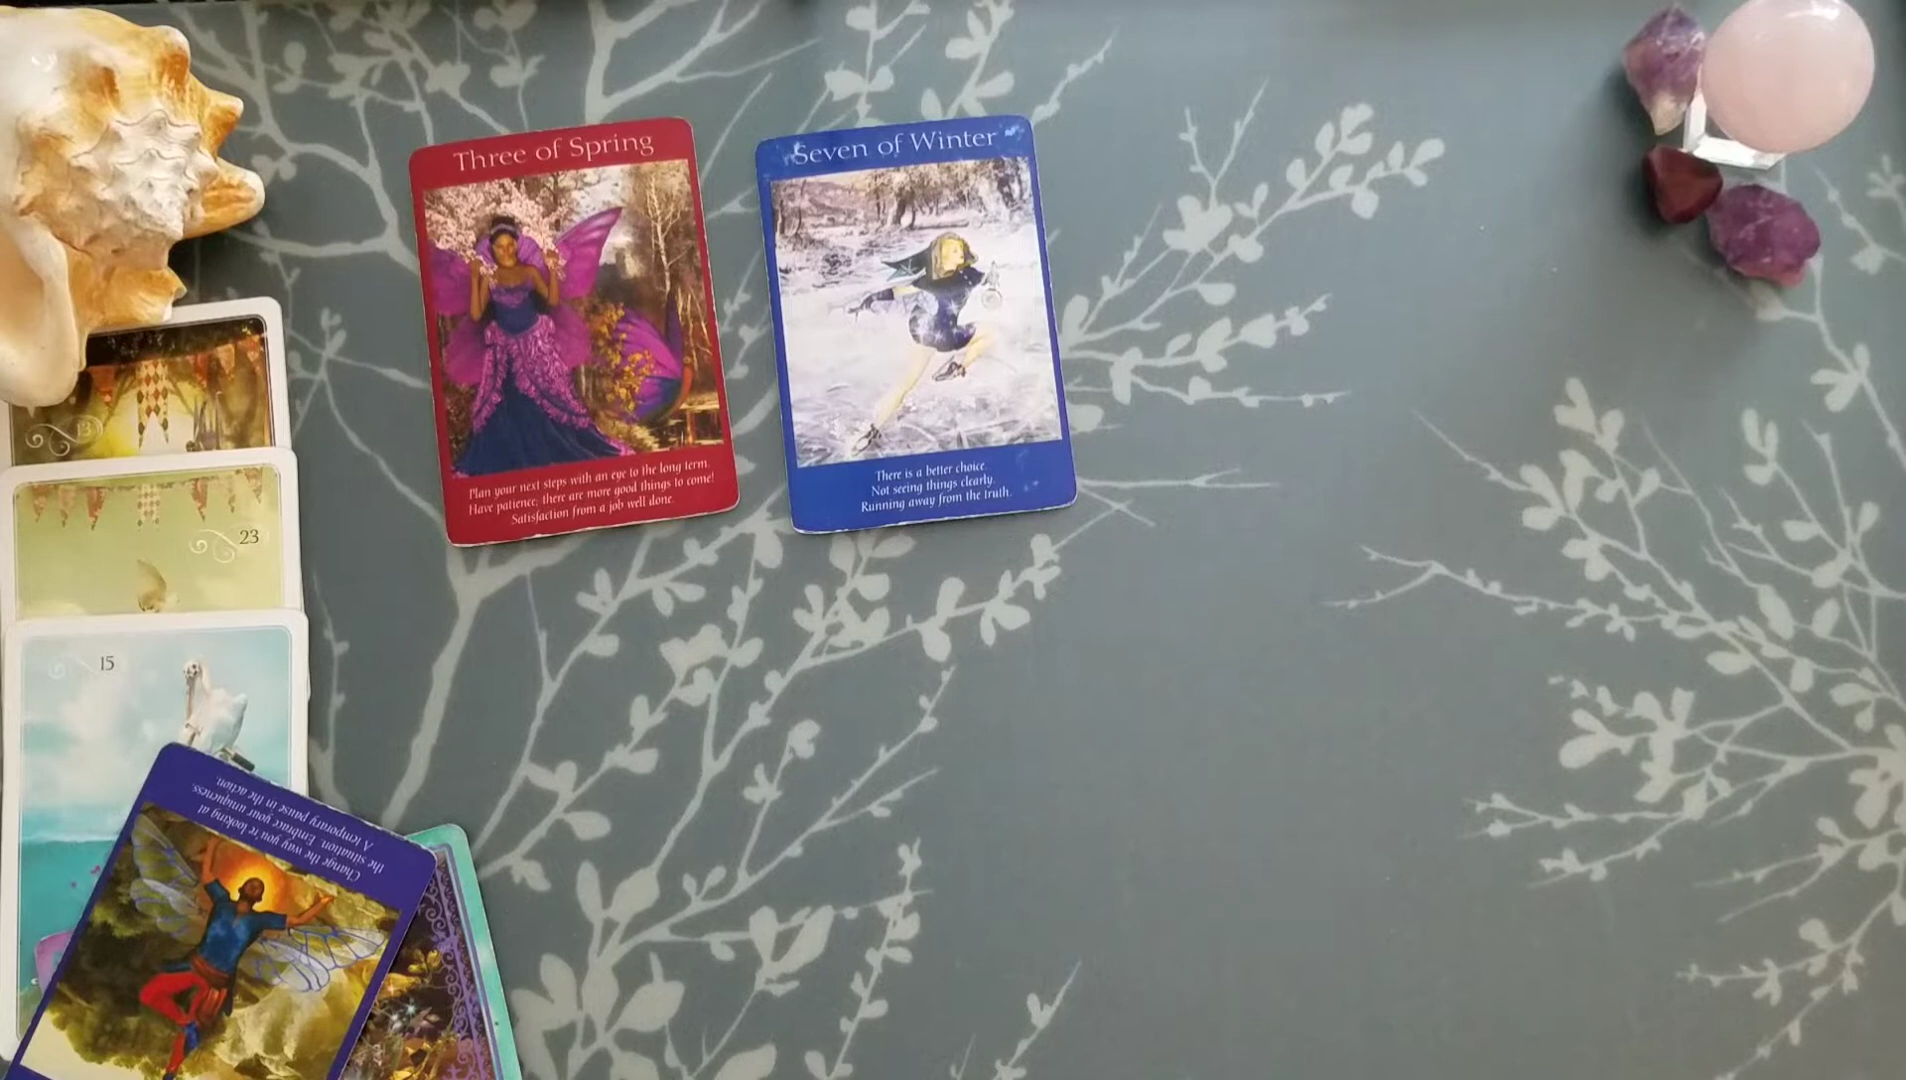 Three of Spring
Plan your next steps with an eye to the long term.
Have patience; there are more good things to come!
Satisfaction from a job well done.
Seven of Winter
There is a better choice.
Not seeing things clearly.
Running away from the truth.
13
23
15
Change the way you're looking at
the situation. Embrace your uniqueness.
A temporary pause in the action.